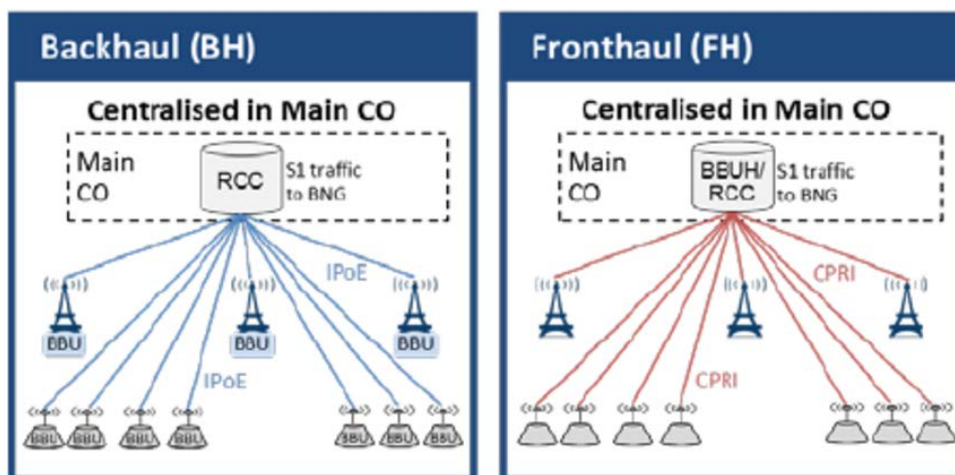 Backhaul (BH)
Centralised in Main CO
Main
CO
RCC
S1 traffic
to BNG
IPoE
BBU
BBU
BBU
IPoE
BBU
BBU
BBU
BBU
BBU
BBU
BBU
Fronthaul (FH)
Centralised in Main CO
Main
CO
BBUH/
RCC
S1 traffic
to BNG
CPRI
CPRI